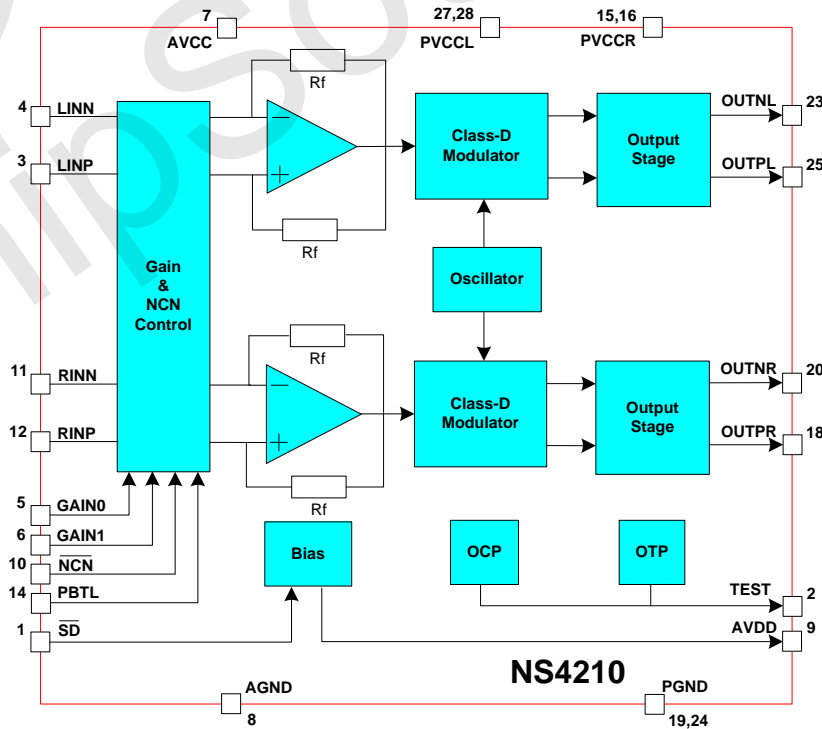 7
AVCC
27,28
PVCCL
15,16
PVCCR
4 LINN
3 LINP
Rf
Rf
Class-D
Modulator
Output
Stage
OUTNL 23
OUTPL 25
Gain
&
NCN
Control
Oscillator
11 RINN
12 RINP
Rf
Rf
Class-D
Modulator
Output
Stage
OUTNR 20
OUTPR 18
5 GAIN0
6 GAIN1
10 NCN
14 PBTL
1 SD
Bias
OCP
OTP
TEST 2
AVDD 9
NS4210
AGND
8
PGND
19,24